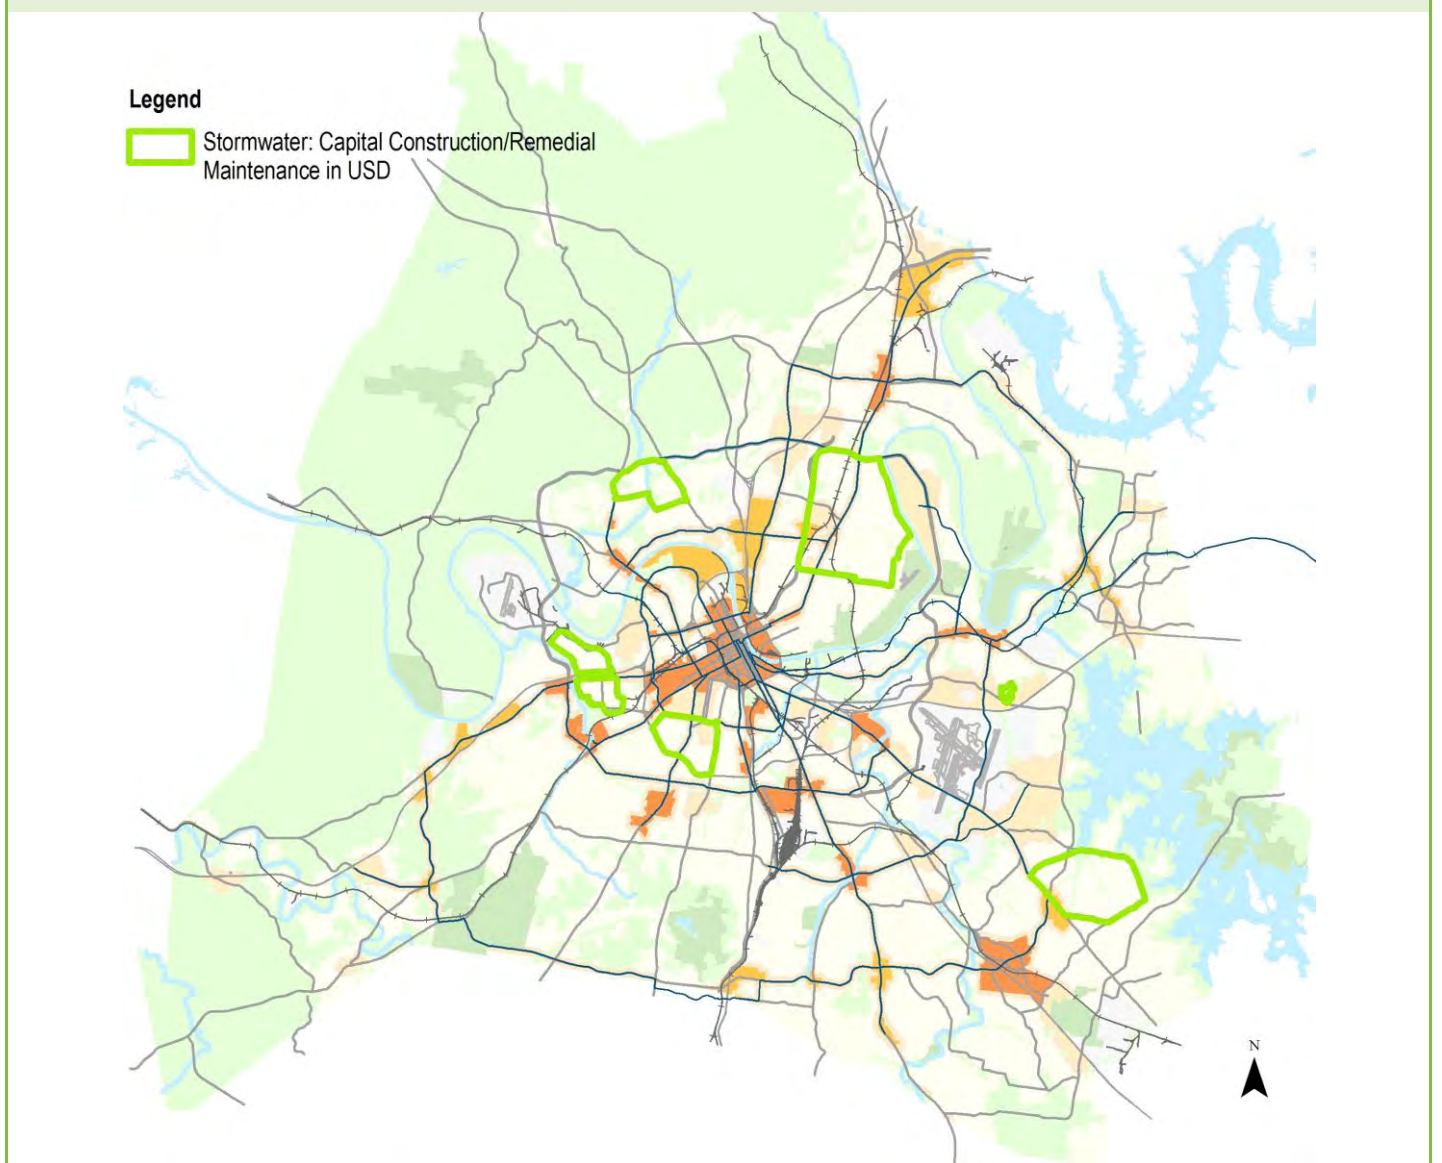 Legend
Stormwater: Capital Construction/Remedial
Maintenance in USD
N